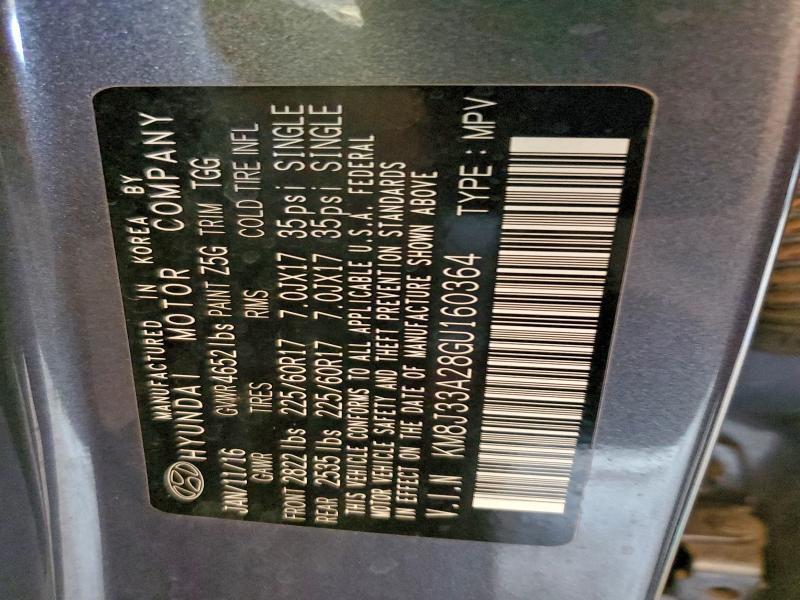 MANUFACTURED IN KOREA BY
HYUNDAI MOTOR COMPANY
JAN/11/16 GVWR4652lbs PAINT Z5G TRIM TGG
GAWR TIRES RMS COLD TIRE INFL
FRONT 2822 lbs 225/60R17 7.0JX17 35psi SINGLE
REAR 2535 lbs 225/60R17 7.0JX17 35psi SINGLE
THIS VEHICLE CONFORMS TO ALL APPLICABLE U.S.A. FEDERAL
MOTOR VEHICLE SAFETY AND THEFT PREVENTION STANDARDS
IN EFFECT ON THE DATE OF MANUFACTURE SHOWN ABOVE
V.I.N KM8J33A28GU160364 TYPE : MPV